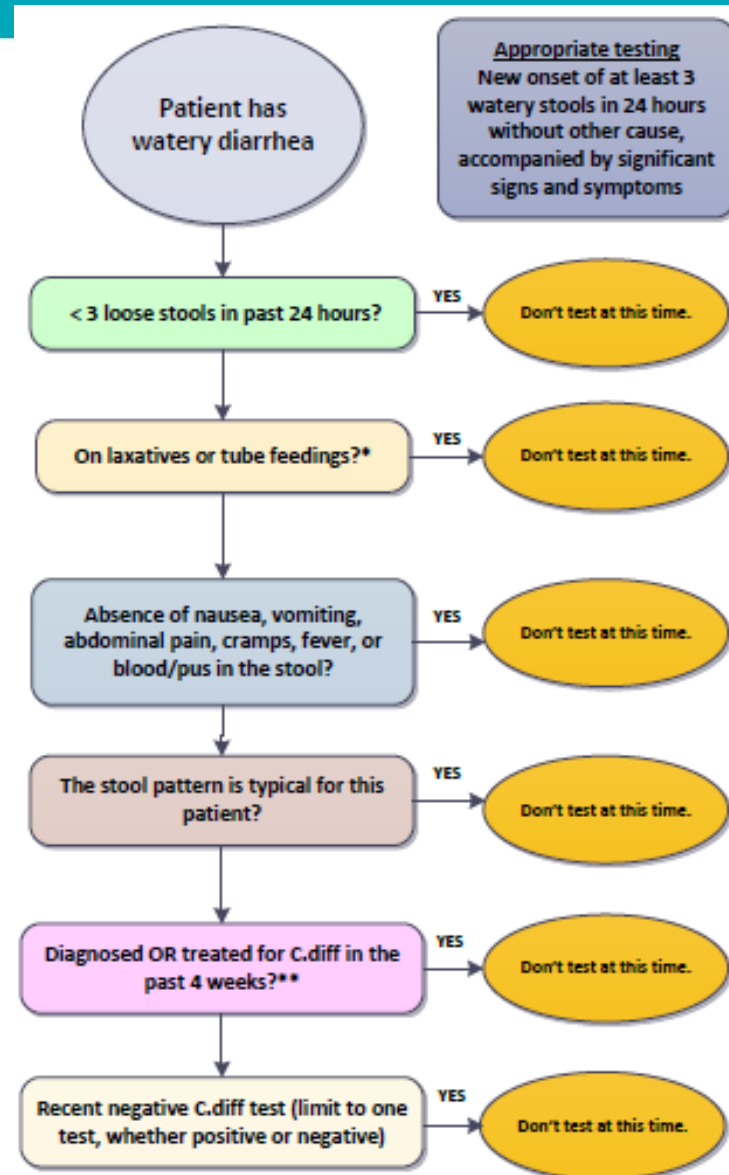 Patient has
watery diarrhea
Appropriate testing
New onset of at least 3
watery stools in 24 hours
without other cause,
accompanied by significant
signs and symptoms
< 3 loose stools in past 24 hours?
YES
Don't test at this time.
On laxatives or tube feedings?*
YES
Don't test at this time.
Absence of nausea, vomiting,
abdominal pain, cramps, fever, or
blood/pus in the stool?
YES
Don't test at this time.
The stool pattern is typical for this
patient?
YES
Don't test at this time.
Diagnosed OR treated for C.diff in the
past 4 weeks?**
YES
Don't test at this time.
Recent negative C.diff test (limit to one
test, whether positive or negative)
YES
Don't test at this time.